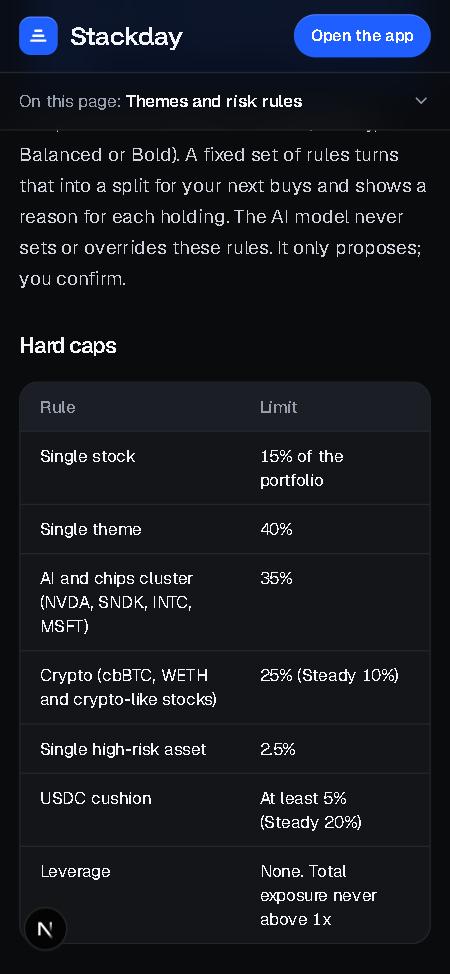 Stackday
Open the app
On this page: Themes and risk rules
Balanced or Bold). A fixed set of rules turns
that into a split for your next buys and shows a
reason for each holding. The AI model never
sets or overrides these rules. It only proposes;
you confirm.
Hard caps
Rule
Limit
Single stock
15% of the
portfolio
Single theme
40%
AI and chips cluster
(NVDA, SNDK, INTC,
MSFT)
35%
Crypto (cbBTC, WETH
and crypto-like stocks)
25% (Steady 10%)
Single high-risk asset
2.5%
USDC cushion
At least 5%
(Steady 20%)
Leverage
None. Total
exposure never
above 1x
N